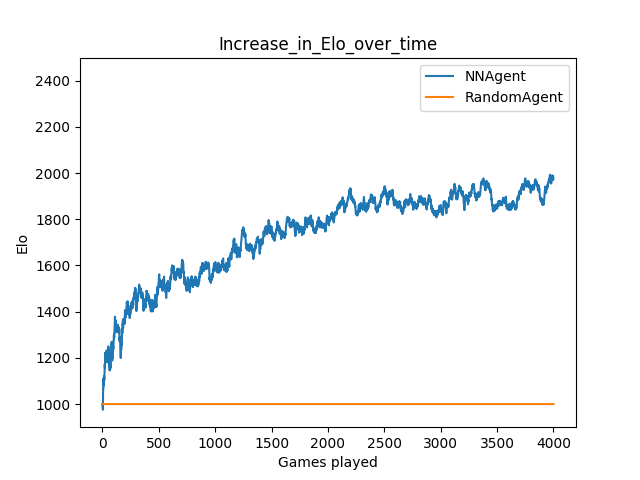 Increase_in_Elo_over_time
NNAgent
RandomAgent
2400
2200
2000
1800
1600
1400
1200
1000
Elo
0 500 1000 1500 2000 2500 3000 3500 4000
Games played